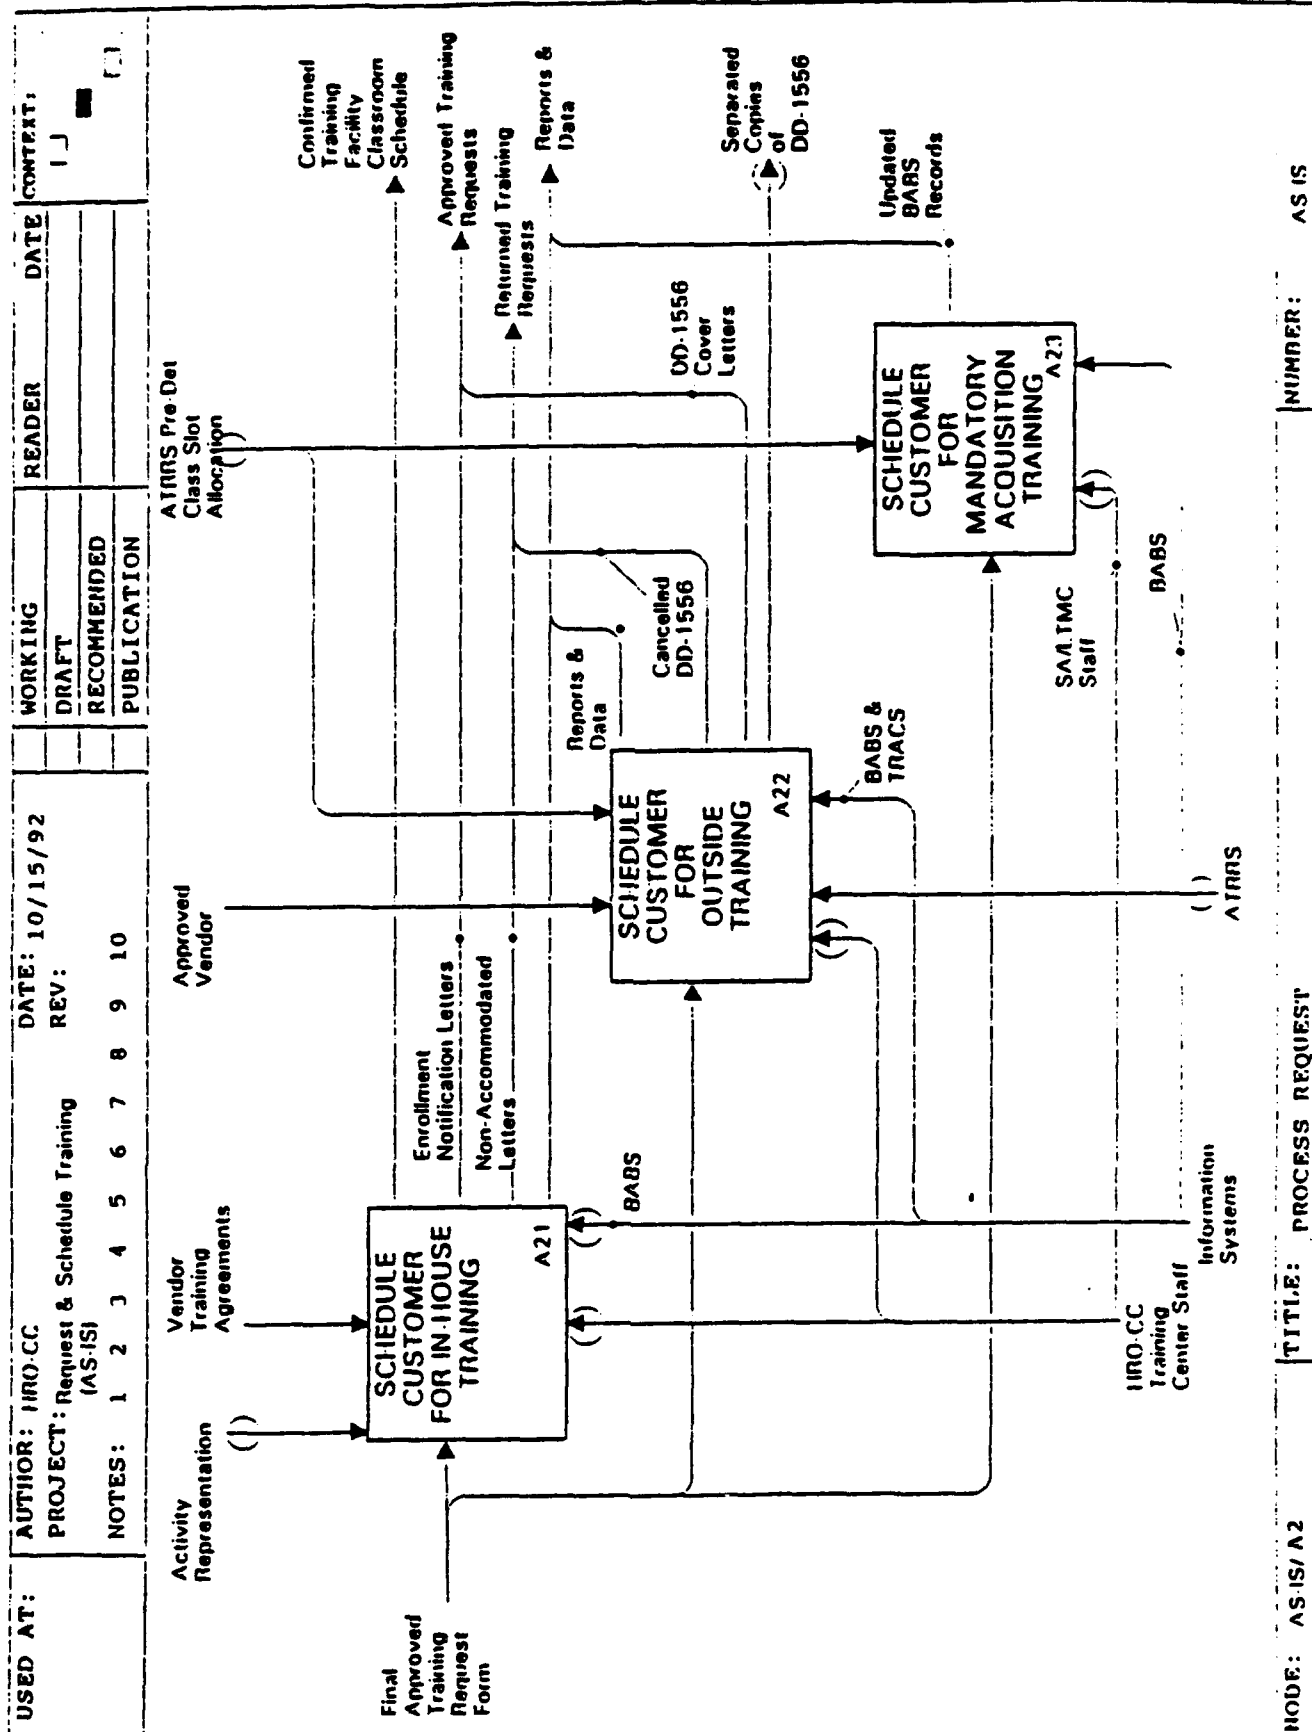 USED AT:
AUTHOR: HRO-CC
DATE: 10/15/92
WORKING
READER
DATE
CONTEXT:
PROJECT: Request & Schedule Training
(AS-IS)
REV:
DRAFT
RECOMMENDED
NOTES: 1 2 3 4 5 6 7 8 9 10
PUBLICATION
Activity
Representation
Vendor
Training
Agreements
Approved
Vendor
ATRRS Pre-Det
Class Slot
Allocation
Confirmed
Training
Facility
Classroom
Schedule
Approved Training
Requests
Returned Training
Requests
Reports &
Data
Separated
Copies
of
DD-1556
Updated
BABS
Records
Final
Approved
Training
Request
Form
SCHEDULE
CUSTOMER
FOR IN-HOUSE
TRAINING
A21
Enrollment
Notification Letters
Non-Accommodated
Letters
BABS
SCHEDULE
CUSTOMER
FOR
OUTSIDE
TRAINING
A22
Reports &
Data
Cancelled
DD-1556
DD-1556
Cover
Letters
BABS &
TRACS
SCHEDULE
CUSTOMER
FOR
MANDATORY
ACQUISITION
TRAINING
A23
Staff
BABS
HRO-CC
Training
Center Staff
Information
Systems
ATRRS
NODE: AS-IS/A2
TITLE: PROCESS REQUEST
NUMBER: AS IS